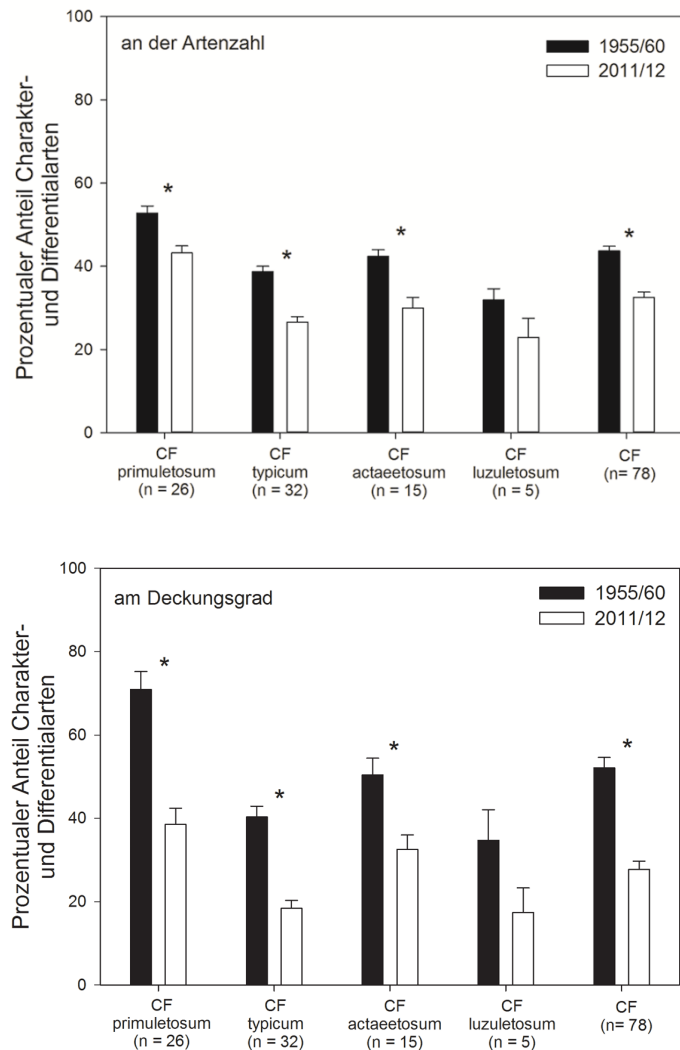 Prozentualer Anteil Charakter-
und Differentialarten
100
80
60
40
20
0
an der Artenzahl
1955/60
2011/12
*
*
*
*
CF
primuletosum
(n = 26)
CF
typicum
(n = 32)
CF
actaeetosum
(n = 15)
CF
luzuletosum
(n = 5)
CF
(n= 78)
Prozentualer Anteil Charakter-
und Differentialarten
100
80
60
40
20
0
am Deckungsgrad
1955/60
2011/12
*
*
*
*
CF
primuletosum
(n = 26)
CF
typicum
(n = 32)
CF
actaeetosum
(n = 15)
CF
luzuletosum
(n = 5)
CF
(n= 78)